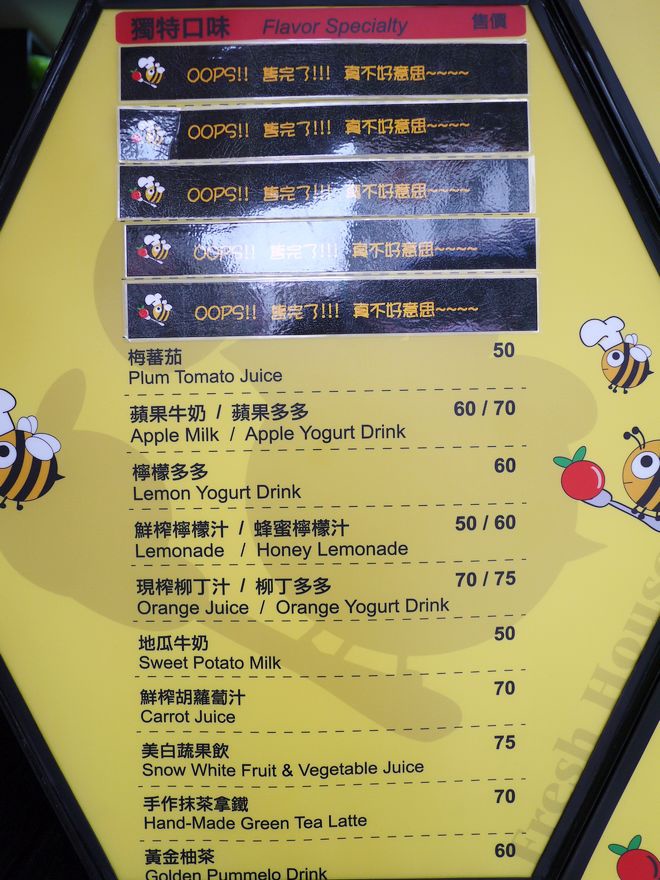 獨特口味 Flavor Specialty 售價
OOPS!! 售完了!!! 真不好意思~~~~
OOPS!! 售完了!!! 真不好意思~~~~
OOPS!! 售完了!!! 真不好意思~~~~
OOPS!! 售完了!!! 真不好意思~~~~
OOPS!! 售完了!!! 真不好意思~~~~
梅蕃茄 50
Plum Tomato Juice
蘋果牛奶 / 蘋果多多 60 / 70
Apple Milk / Apple Yogurt Drink
檸檬多多 60
Lemon Yogurt Drink
鮮榨檸檬汁 / 蜂蜜檸檬汁 50 / 60
Lemonade / Honey Lemonade
現榨柳丁汁 / 柳丁多多 70 / 75
Orange Juice / Orange Yogurt Drink
地瓜牛奶 50
Sweet Potato Milk
鮮榨胡蘿蔔汁 70
Carrot Juice
美白蔬果飲 75
Snow White Fruit & Vegetable Juice
手作抹茶拿鐵 70
Hand-Made Green Tea Latte
黃金柚茶 60
Golden Pummelo Drink
Fresh House